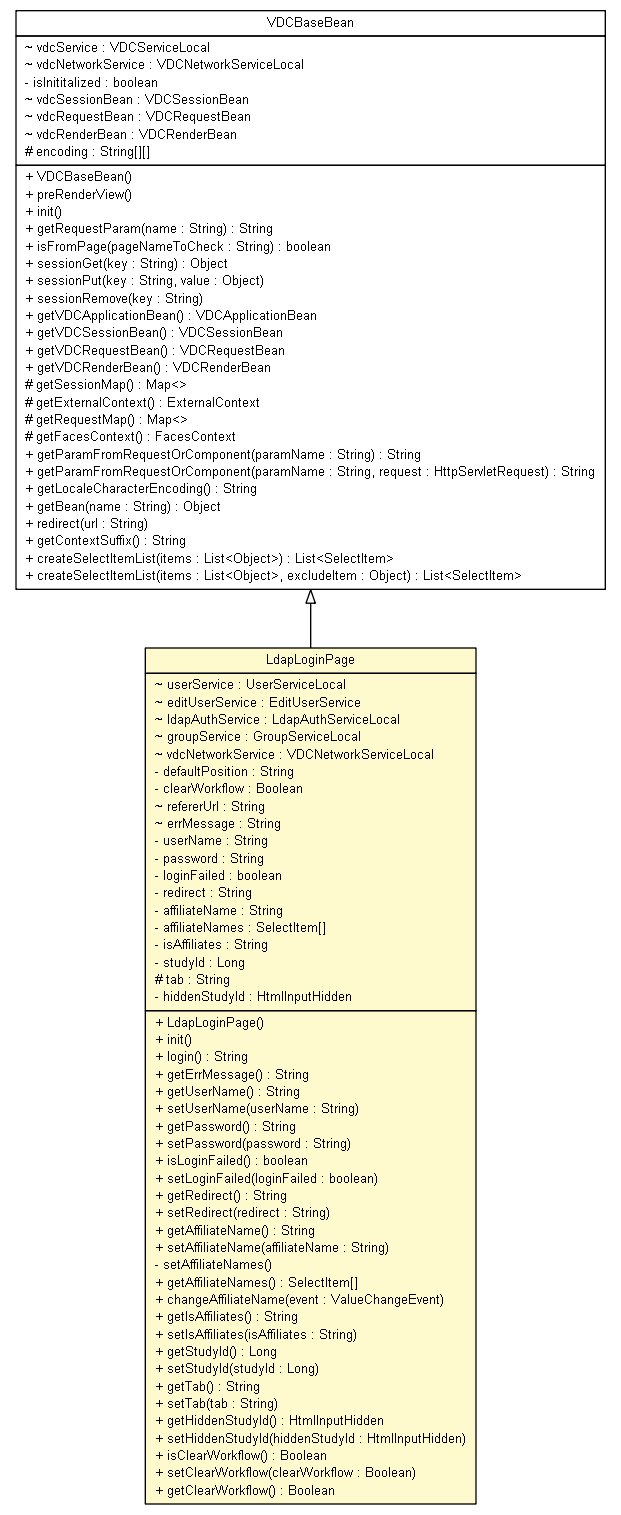 VDCBaseBean
~ vdcService : VDCServiceLocal
~ vdcNetworkService : VDCNetworkServiceLocal
- isInititalized : boolean
~ vdcSessionBean : VDCSessionBean
~ vdcRequestBean : VDCRequestBean
~ vdcRenderBean : VDCRenderBean
# encoding : String[][]
+ VDCBaseBean()
+ preRenderView()
+ init()
+ getRequestParam(name : String) : String
+ isFromPage(pageNameToCheck : String) : boolean
+ sessionGet(key : String) : Object
+ sessionPut(key : String, value : Object)
+ sessionRemove(key : String)
+ getVDCApplicationBean() : VDCApplicationBean
+ getVDCSessionBean() : VDCSessionBean
+ getVDCRequestBean() : VDCRequestBean
+ getVDCRenderBean() : VDCRenderBean
# getSessionMap() : Map<>
# getExternalContext() : ExternalContext
# getRequestMap() : Map<>
# getFacesContext() : FacesContext
+ getParamFromRequestOrComponent(paramName : String) : String
+ getParamFromRequestOrComponent(paramName : String, request : HttpServletRequest) : String
+ getLocaleCharacterEncoding() : String
+ getBean(name : String) : Object
+ redirect(url : String)
+ getContextSuffix() : String
+ createSelectItemList(items : List<Object>) : List<SelectItem>
+ createSelectItemList(items : List<Object>, excludeItem : Object) : List<SelectItem>
LdapLoginPage
~ userService : UserServiceLocal
~ editUserService : EditUserService
~ ldapAuthService : LdapAuthServiceLocal
~ groupService : GroupServiceLocal
~ vdcNetworkService : VDCNetworkServiceLocal
- defaultPosition : String
- clearWorkflow : Boolean
~ refererUrl : String
~ errMessage : String
- userName : String
- password : String
- loginFailed : boolean
- redirect : String
- affiliateName : String
- affiliateNames : SelectItem[]
- isAffiliates : String
- studyId : Long
# tab : String
- hiddenStudyId : HtmlInputHidden
+ LdapLoginPage()
+ init()
+ login() : String
+ getErrMessage() : String
+ getUserName() : String
+ setUserName(userName : String)
+ getPassword() : String
+ setPassword(password : String)
+ isLoginFailed() : boolean
+ setLoginFailed(loginFailed : boolean)
+ getRedirect() : String
+ setRedirect(redirect : String)
+ getAffiliateName() : String
+ setAffiliateName(affiliateName : String)
- setAffiliateNames()
+ getAffiliateNames() : SelectItem[]
+ changeAffiliateName(event : ValueChangeEvent)
+ getIsAffiliates() : String
+ setIsAffiliates(isAffiliates : String)
+ getStudyId() : Long
+ setStudyId(studyId : Long)
+ getTab() : String
+ setTab(tab : String)
+ getHiddenStudyId() : HtmlInputHidden
+ setHiddenStudyId(hiddenStudyId : HtmlInputHidden)
+ isClearWorkflow() : Boolean
+ setClearWorkflow(clearWorkflow : Boolean)
+ getClearWorkflow() : Boolean